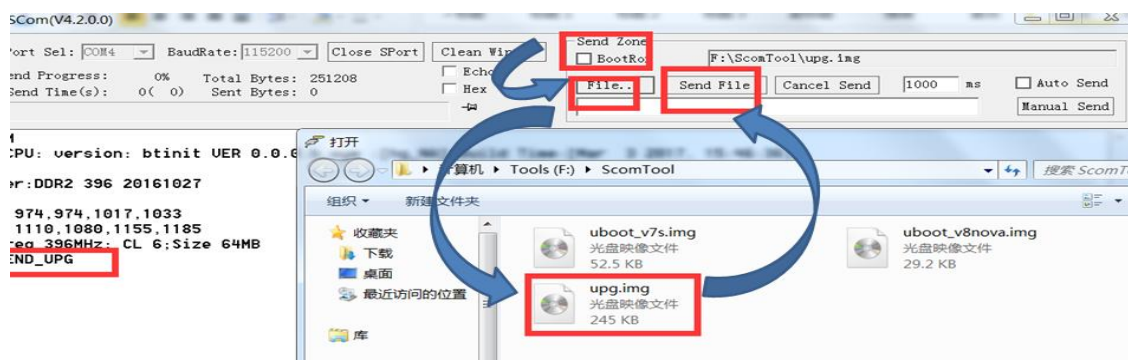 SCom(V4.2.0.0)
Port Sel: COM4 BaudRate: 115200 Close SPort Clean
Send Zone
BootRo
F:\ScomTool\upg.img
end Progress: 0% Total Bytes: 251208
Echo
File.. Send File Cancel Send 1000 ms Auto Send
end Time(s): 0( 0) Sent Bytes: 0
Hex
Manual Send
CPU: version: btinit VER 0.0.0
er:DDR2 396 20161027
974,974,1017,1033
1110,1080,1155,1185
req 396MHz; CL 6;Size 64MB
END_UPG
打开
计算机 Tools (F:) ScomTool
搜索 ScomT
组织 新建文件夹
收藏夹
下载
桌面
最近访问的位置
库
uboot_v7s.img
光盘映像文件
52.5 KB
uboot_v8nova.img
光盘映像文件
29.2 KB
upg.img
光盘映像文件
245 KB